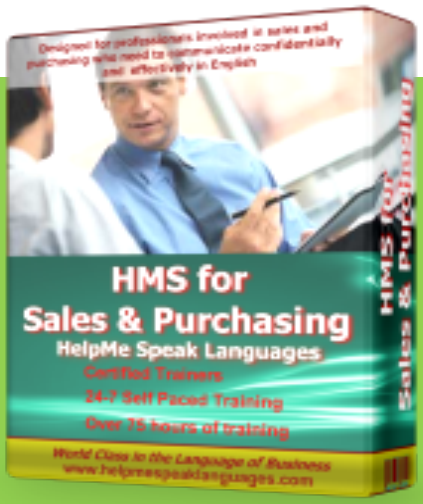 Designed for professionals involved in sales and
purchasing who need to communicate confidentially
and effectively in English
HMS for
Sales & Purchasing
HelpMe Speak Languages
Certified Trainers
24-7 Self Paced Training
Over 75 hours of training
World Class in the Language of Business
www.helpmespeaklanguages.com
HMS for
Sales & Purchasing